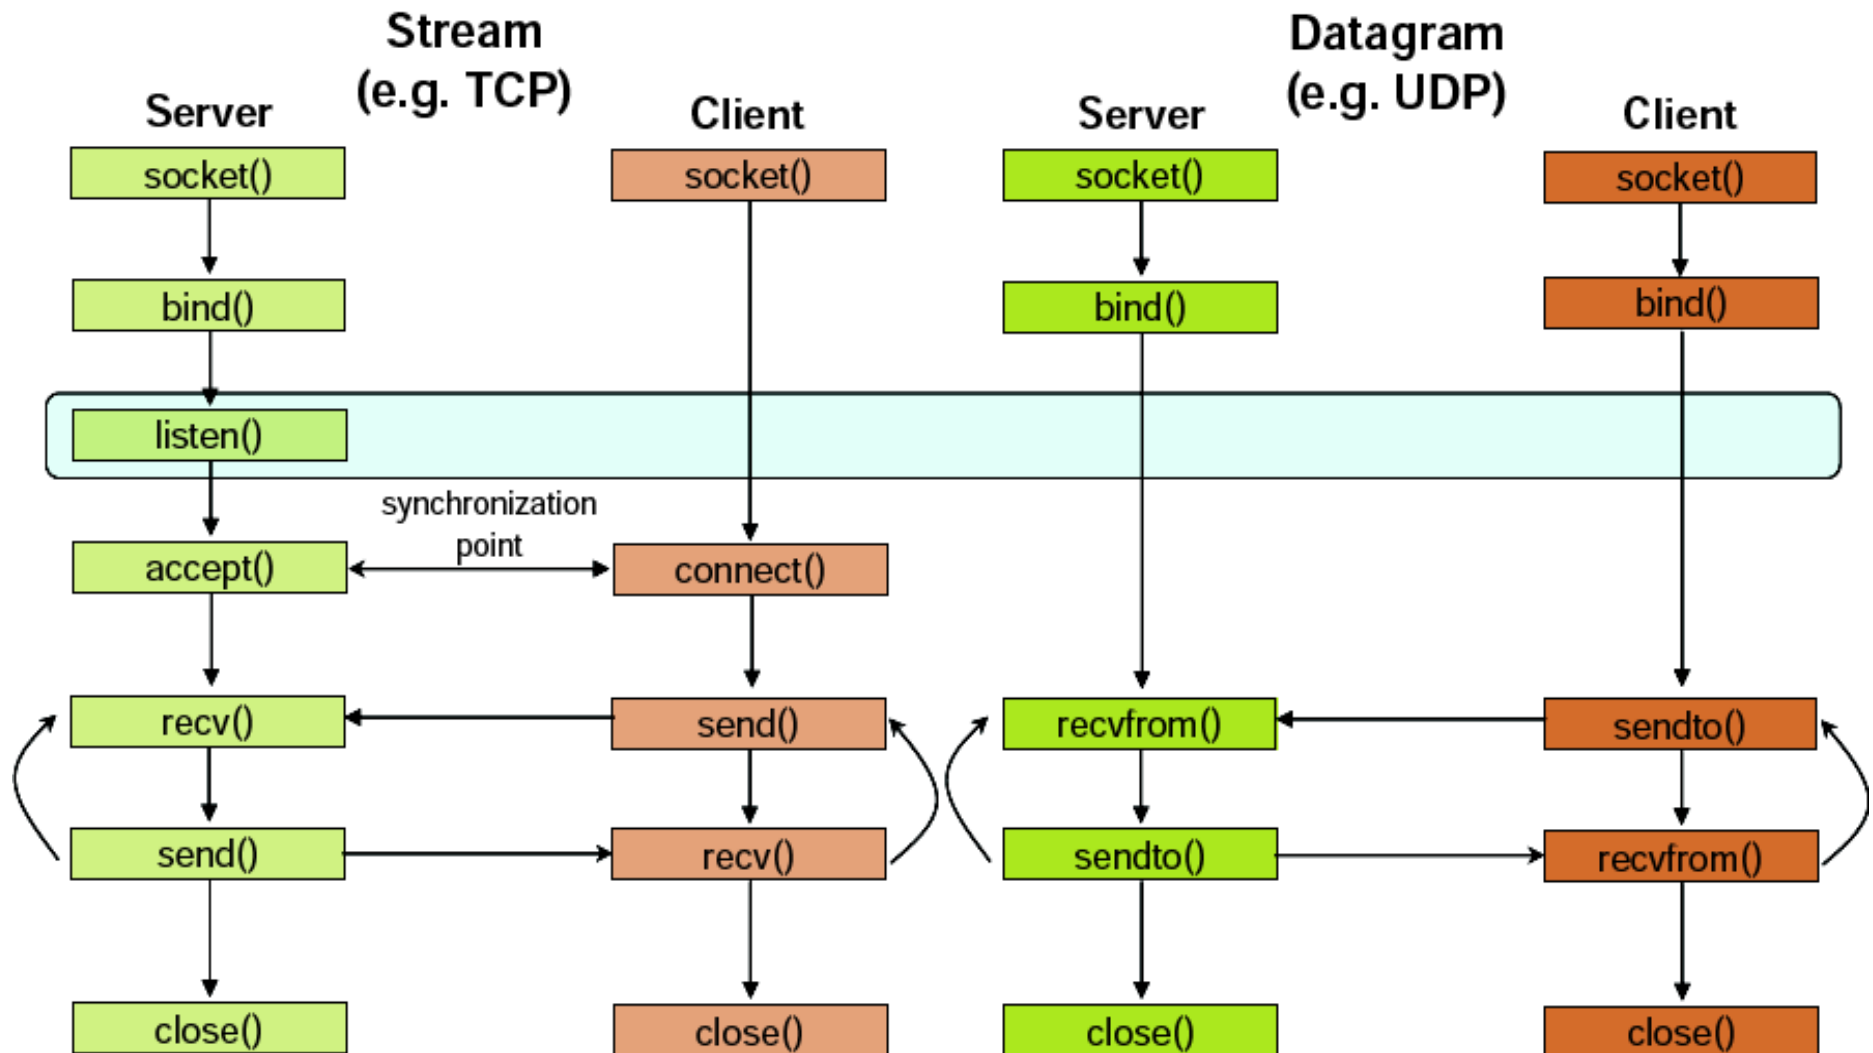 Stream
(e.g. TCP)
Datagram
(e.g. UDP)
Server
Client
Server
Client
socket()
socket()
socket()
socket()
bind()
bind()
bind()
listen()
synchronization
point
accept()
connect()
recv()
send()
recvfrom()
sendto()
send()
recv()
sendto()
recvfrom()
close()
close()
close()
close()